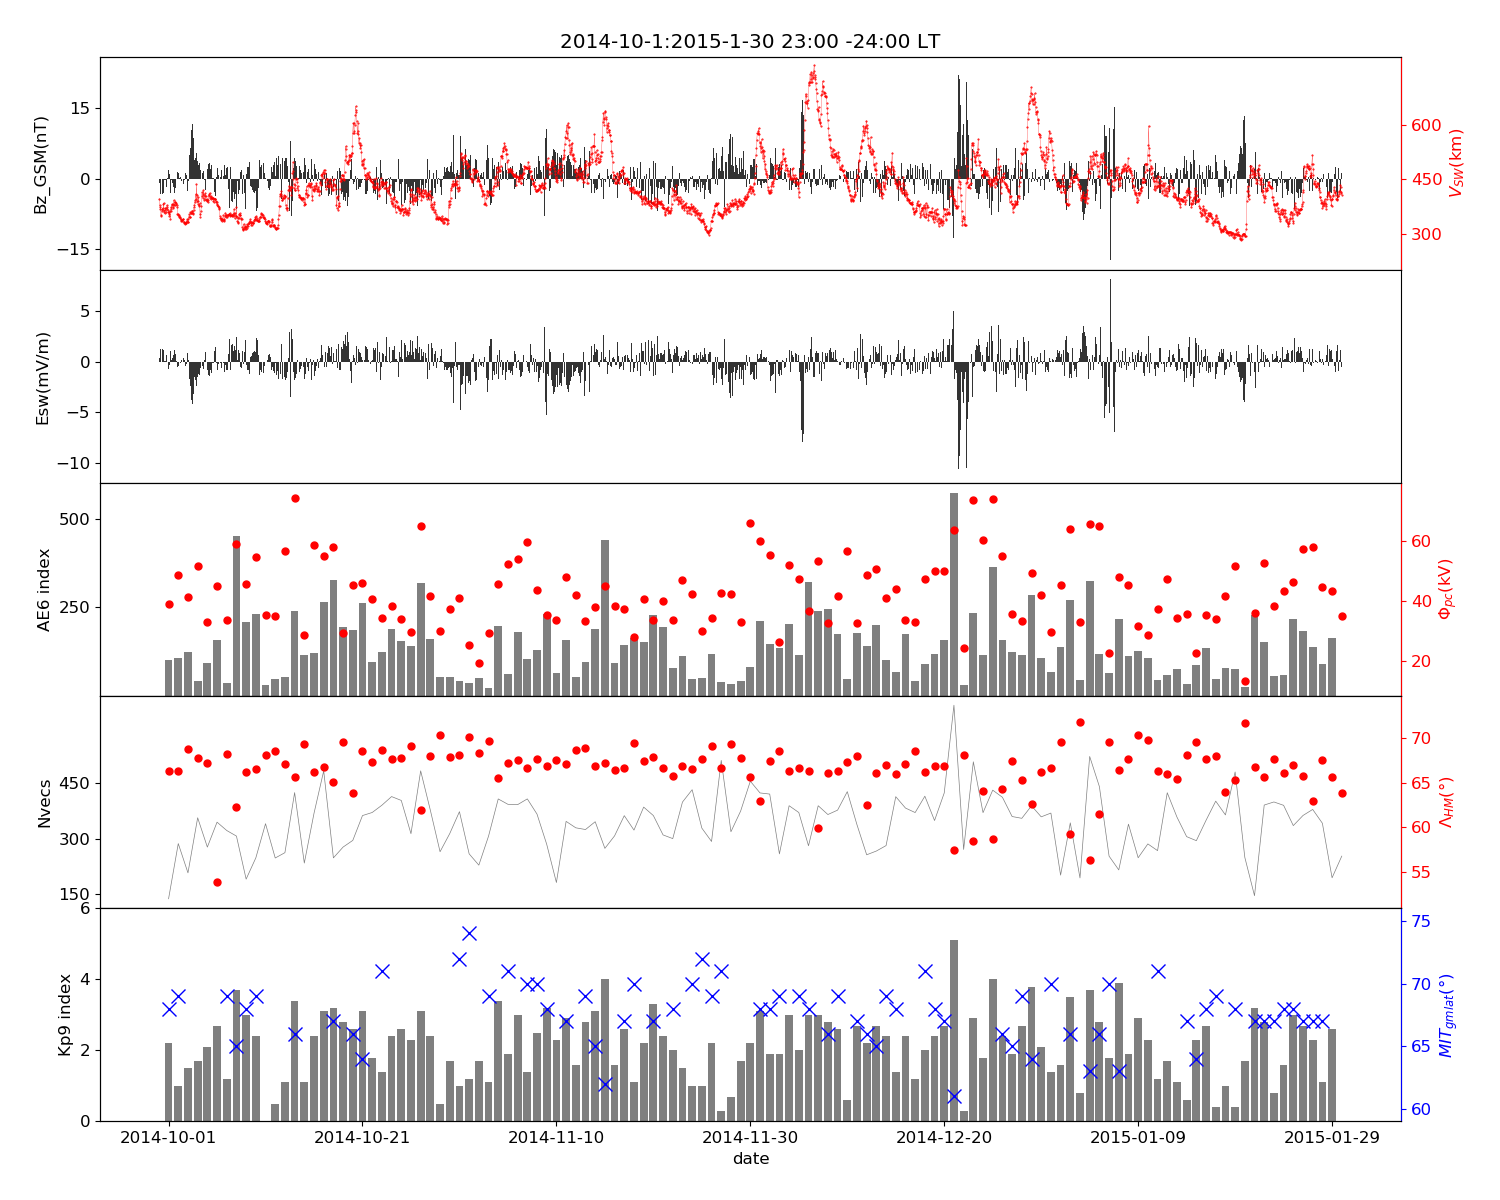 2014-10-1:2015-1-30 23:00 -24:00 LT
Bz_GSM(nT)
15
0
−15
600
450
300
V_SW(km)
Esw(mV/m)
5
0
−5
−10
AE6 index
500
250
60
40
20
Φ_pc(kV)
Nvecs
450
300
150
70
65
60
55
Λ_HM(°)
Kp9 index
6
4
2
0
75
70
65
60
MIT_gmlat(°)
2014-10-01 2014-10-21 2014-11-10 2014-11-30 2014-12-20 2015-01-09 2015-01-29
date